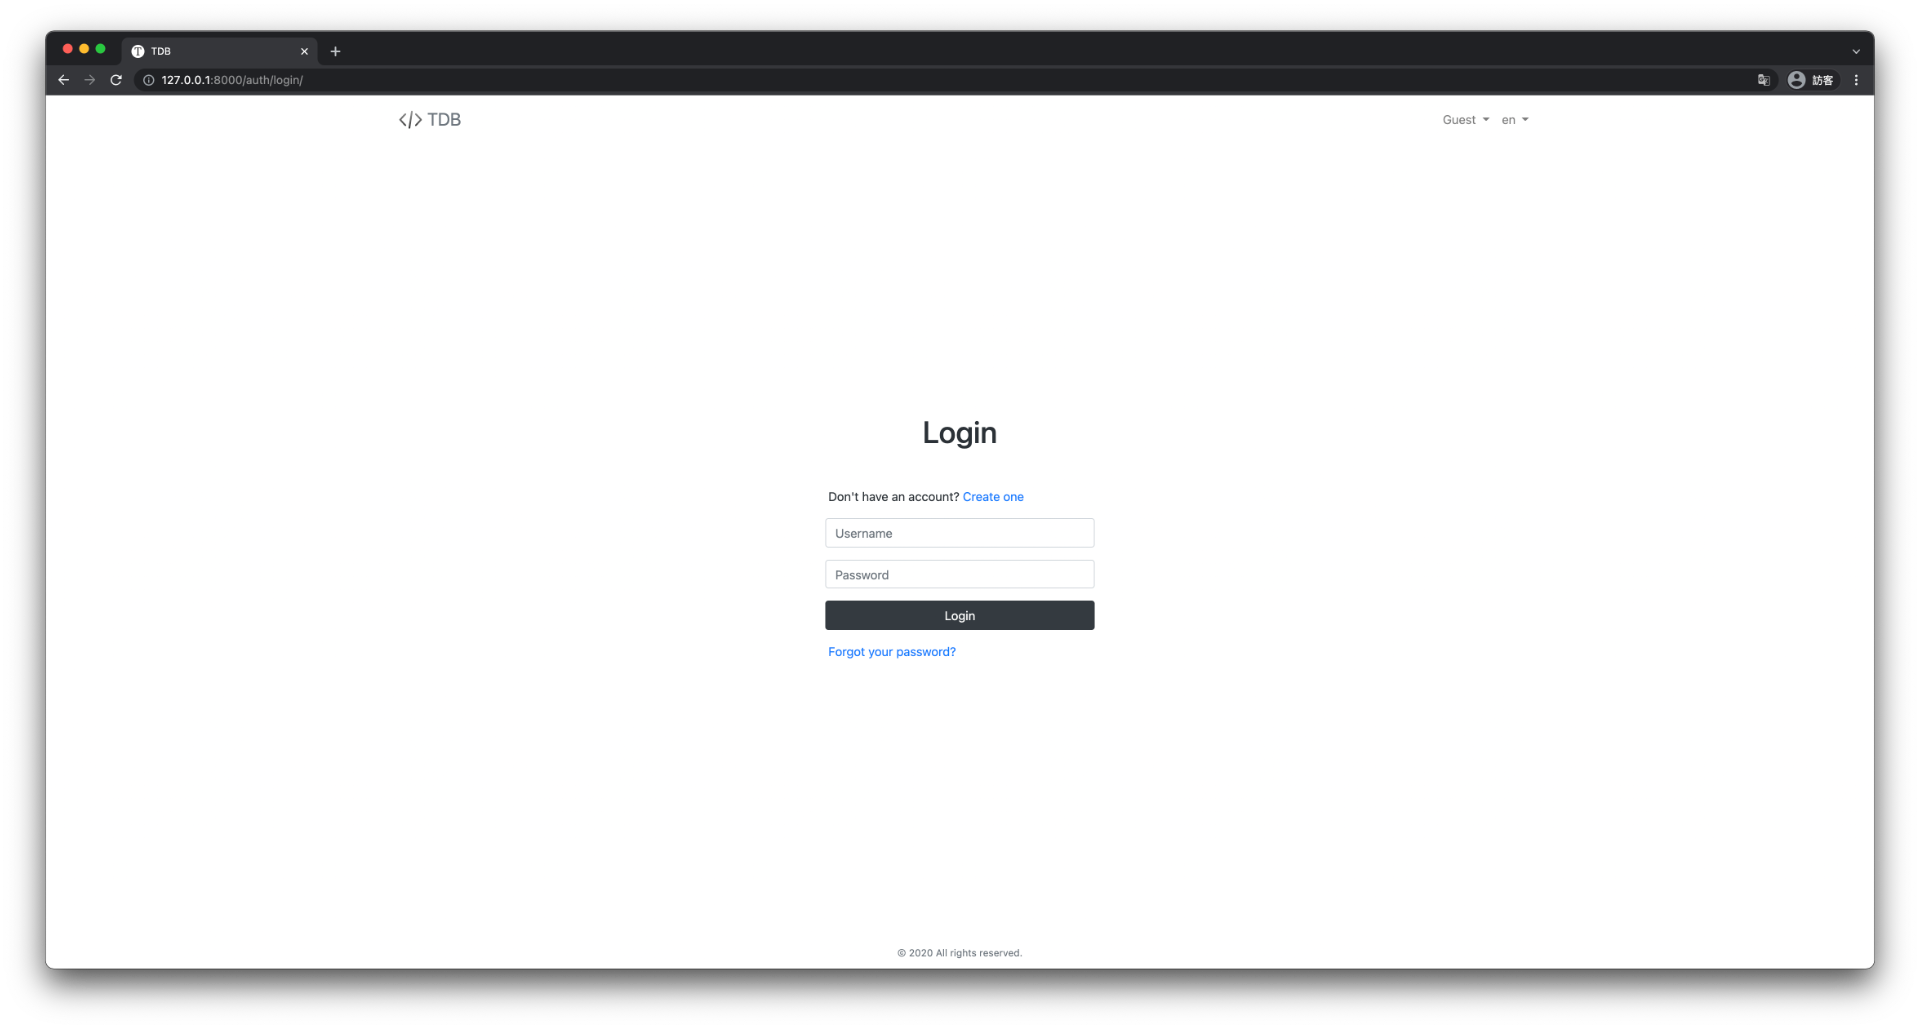 TDB
127.0.0.1:8000/auth/login/
訪客
</> TDB
Guest
en
Login
Don't have an account? Create one
Username
Password
Login
Forgot your password?
© 2020 All rights reserved.